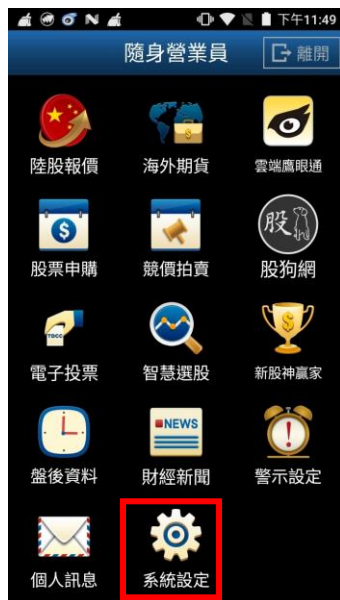 下午11:49
隨身營業員
離開
陸股報價 海外期貨 雲端鷹眼通
$
股
股票申購 競價拍賣 股狗網
TDCC
$
電子投票 智慧選股 新股神贏家
NEWS
盤後資料 財經新聞 警示設定
個人訊息 系統設定